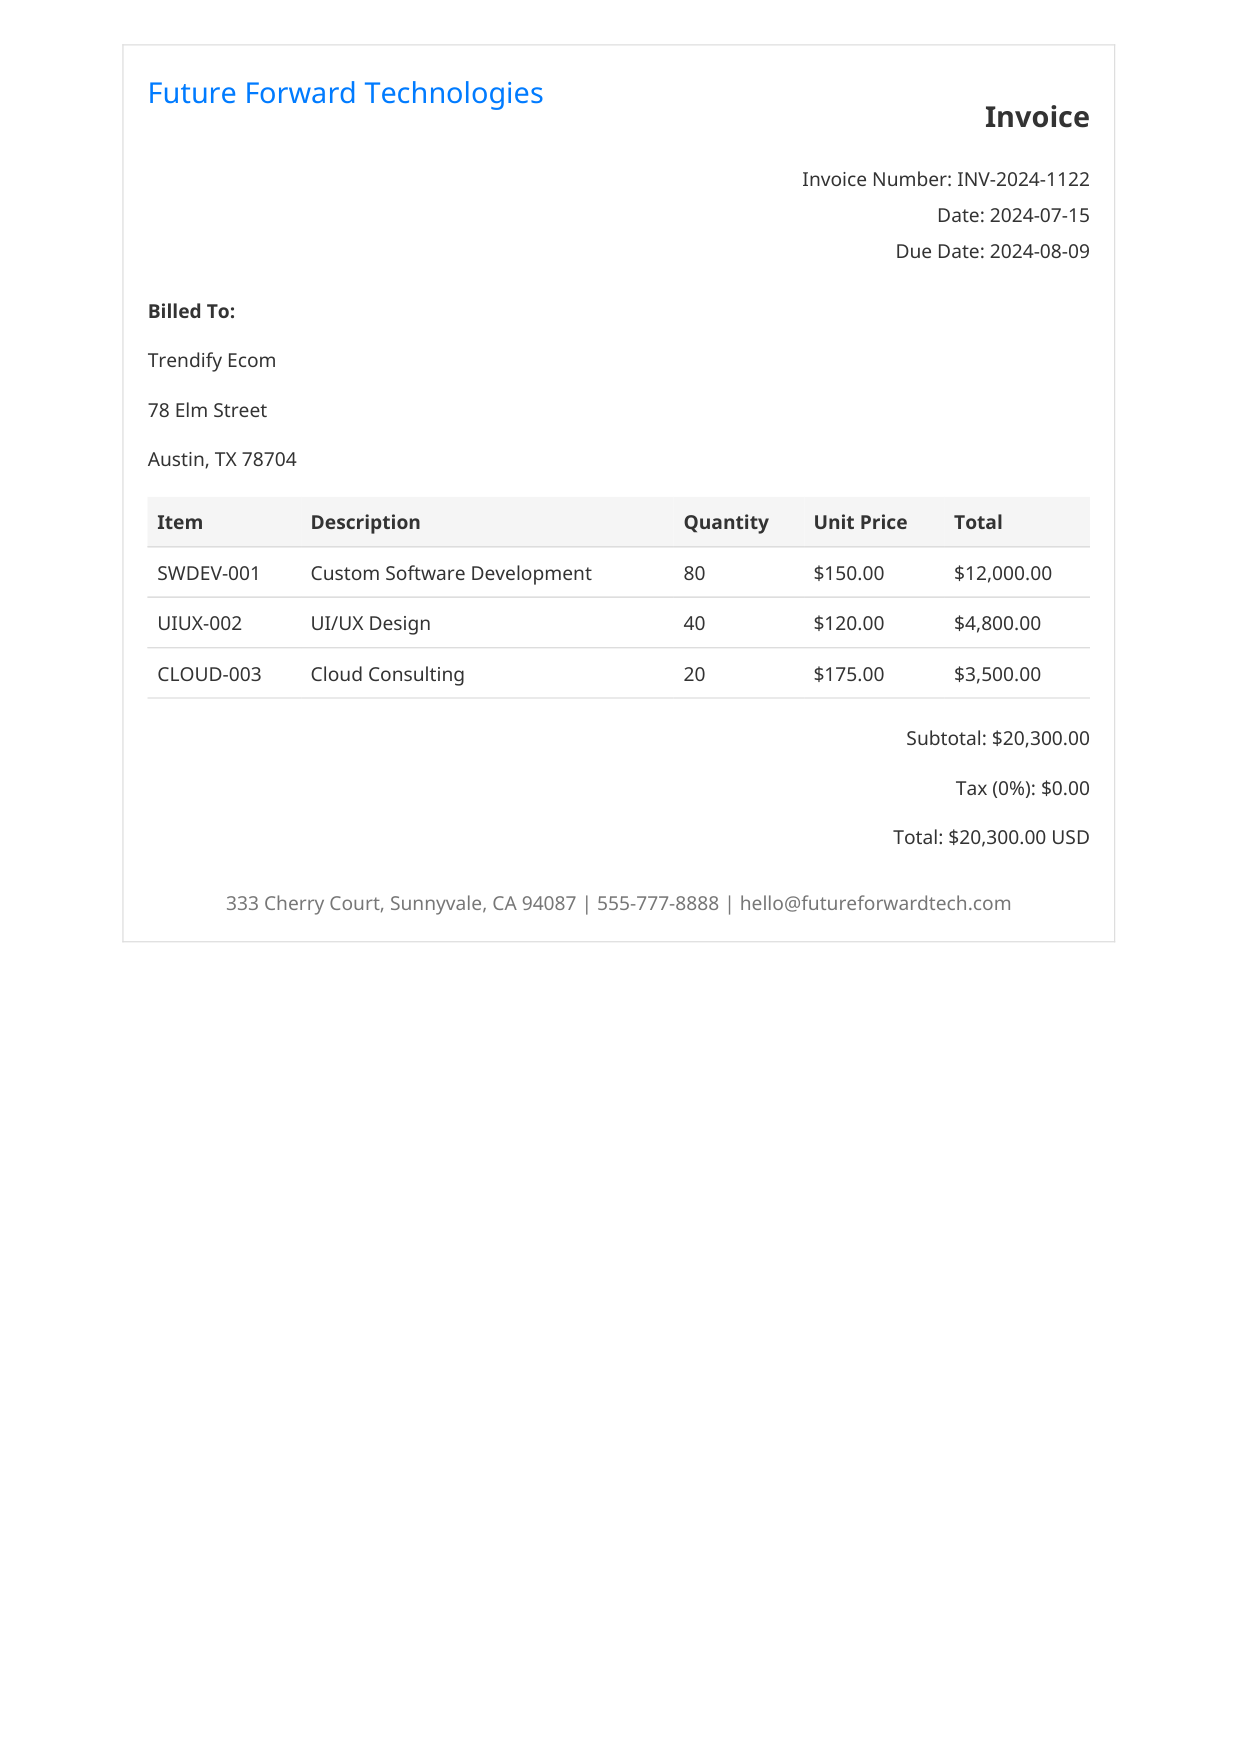 Future Forward Technologies
Invoice
Invoice Number: INV-2024-1122
Date: 2024-07-15
Due Date: 2024-08-09
Billed To:
Trendify Ecom
78 Elm Street
Austin, TX 78704
Item Description Quantity Unit Price Total
SWDEV-001 Custom Software Development 80 $150.00 $12,000.00
UIUX-002 UI/UX Design 40 $120.00 $4,800.00
CLOUD-003 Cloud Consulting 20 $175.00 $3,500.00
Subtotal: $20,300.00
Tax (0%): $0.00
Total: $20,300.00 USD
333 Cherry Court, Sunnyvale, CA 94087 | 555-777-8888 | hello@futureforwardtech.com